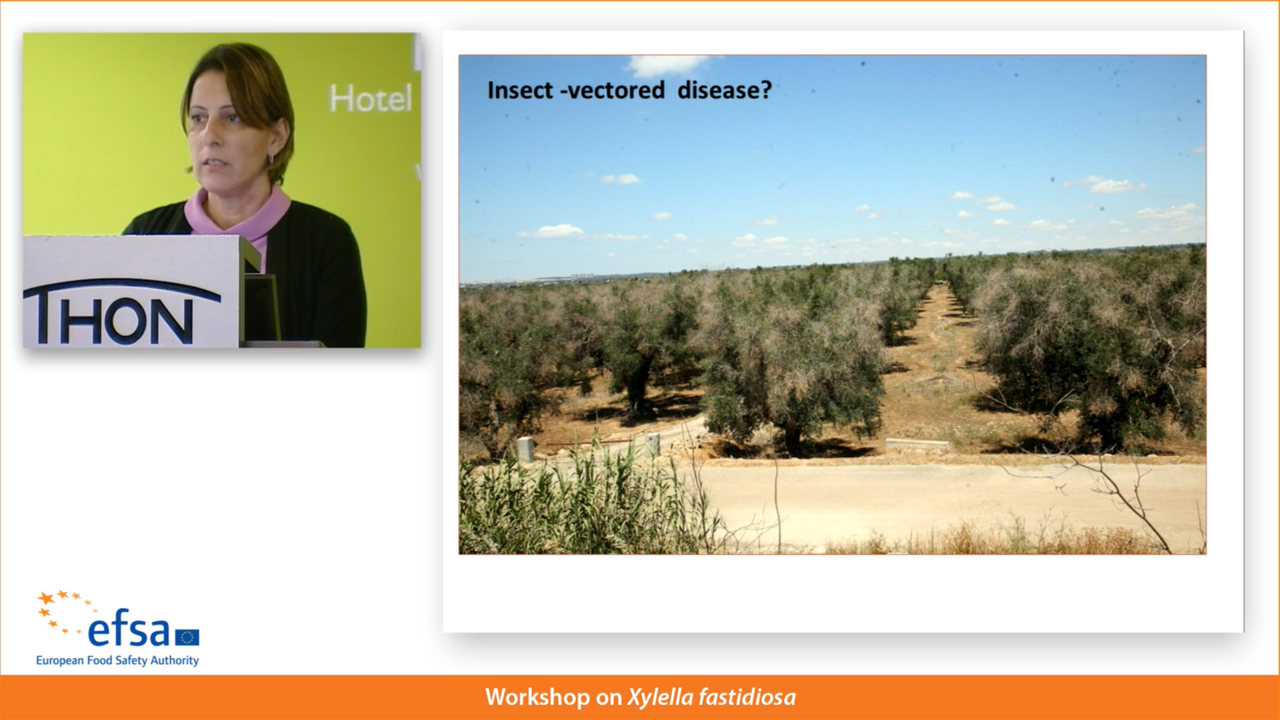 Hotel
THON
Insect -vectored disease?
efsa
European Food Safety Authority
Workshop on Xylella fastidiosa